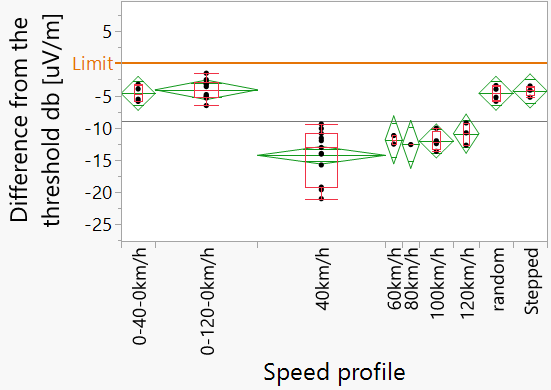 Difference from the
threshold db [uV/m]
5
Limit
-5
-10
-15
-20
-25
0-40-0km/h
0-120-0km/h
40km/h
60km/h
80km/h
100km/h
120km/h
random
Stepped
Speed profile